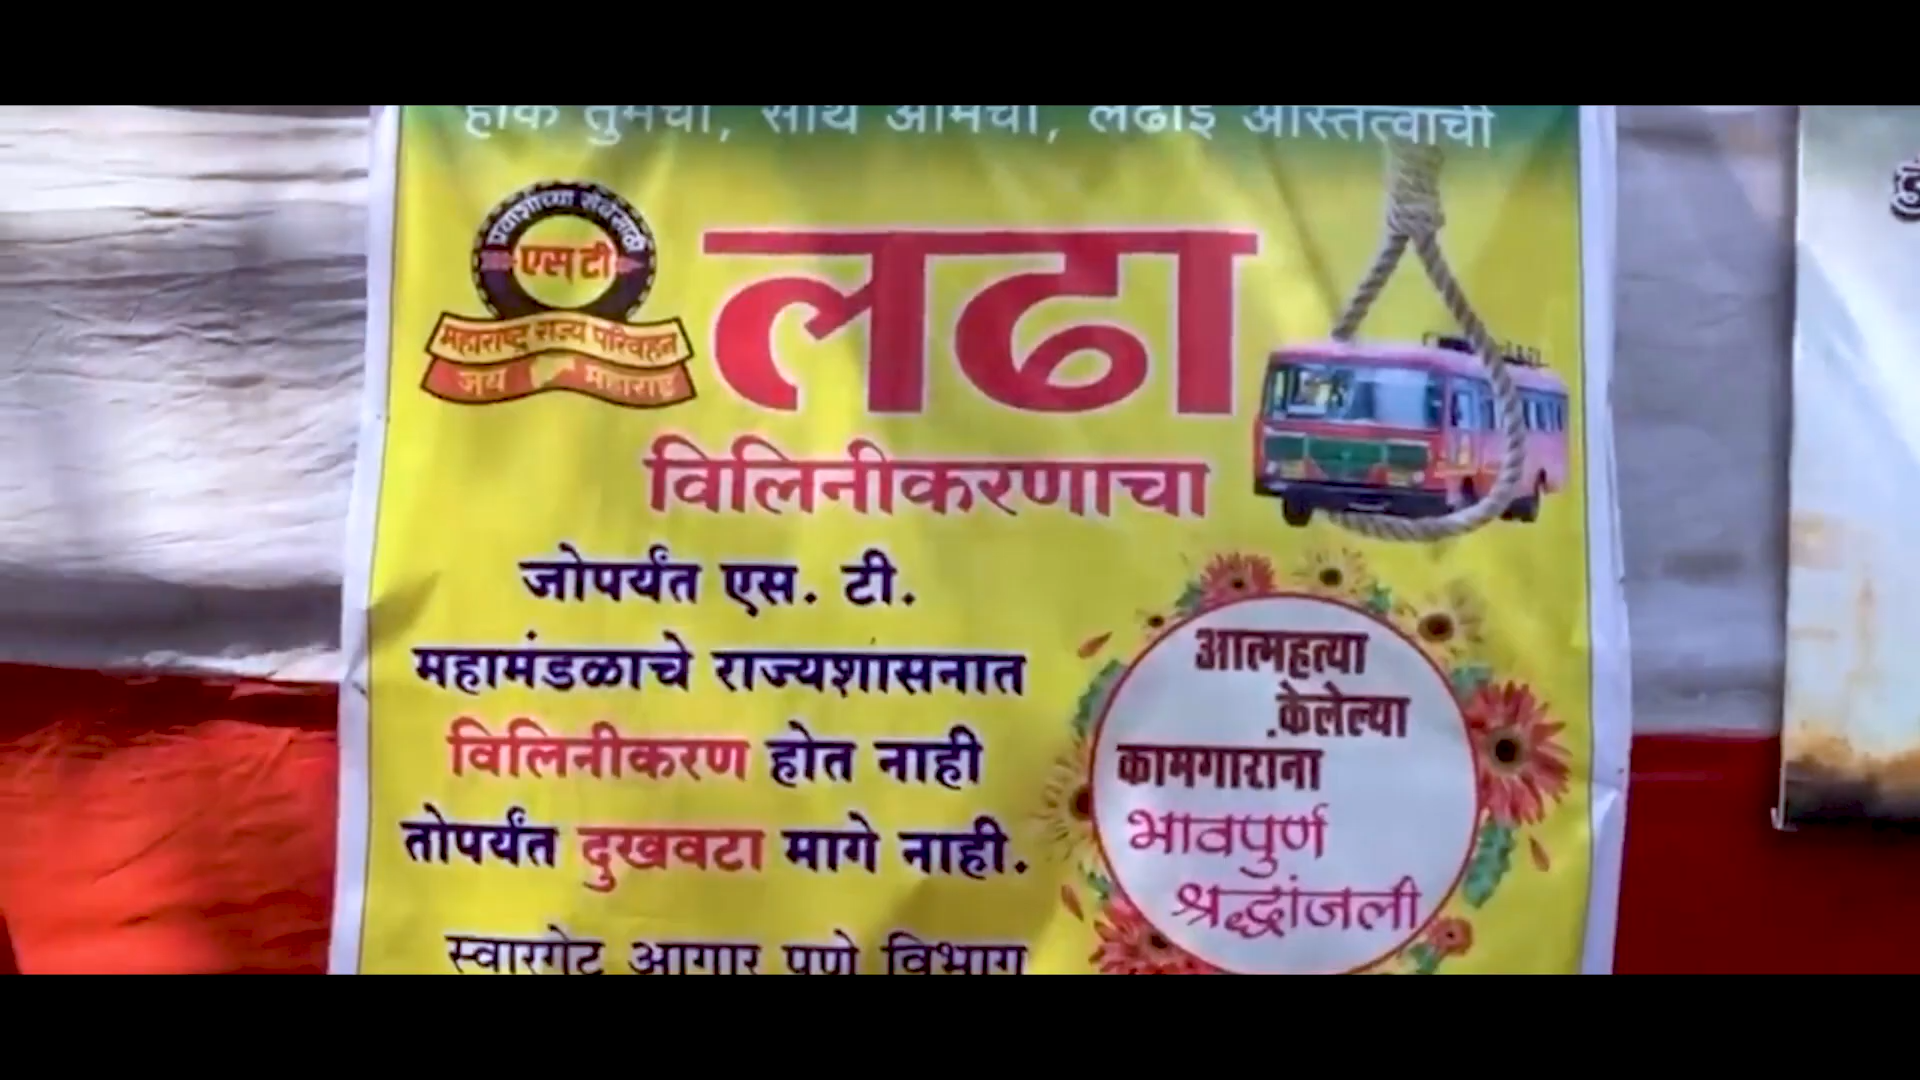 हाक तुमची, साथ आमची, लढाई अस्तित्वाची
प्रवाशांच्या सेवेसाठी
एस टी
महाराष्ट्र राज्य परिवहन
जय महाराष्ट्र
लढा
विलिनीकरणाचा
जोपर्यंत एस. टी.
महामंडळाचे राज्यशासनात
विलिनीकरण होत नाही
तोपर्यंत दुखवटा मागे नाही.
आत्महत्या
केलेल्या
कामगारांना
भावपुर्ण
श्रद्धांजली
स्वारगेट आगार पुणे विभाग